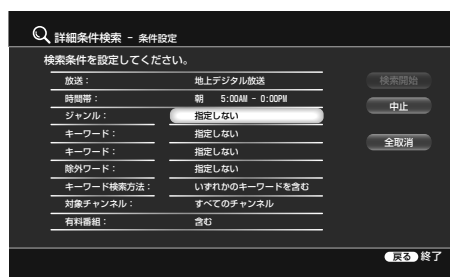 詳細条件検索 - 条件設定
検索条件を設定してください。
放送： 地上デジタル放送 検索開始
時間帯： 朝 5:00AM - 0:00PM
中止
ジャンル： 指定しない
キーワード： 指定しない
全取消
キーワード： 指定しない
除外ワード： 指定しない
キーワード検索方法： いずれかのキーワードを含む
対象チャンネル： すべてのチャンネル
有料番組： 含む
戻る 終了